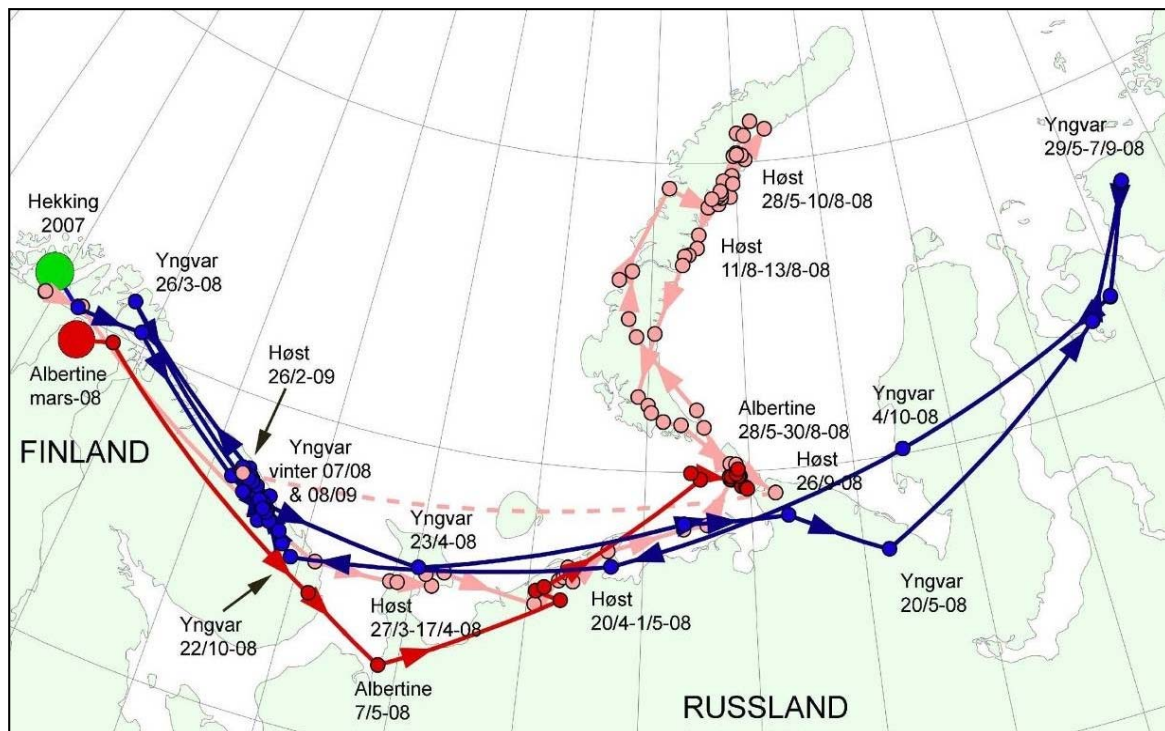 Yngvar
29/5-7/9-08
Høst
28/5-10/8-08
Hekking
2007
Høst
11/8-13/8-08
Yngvar
26/3-08
Høst
26/2-09
Albertine
mars-08
Yngvar
4/10-08
Albertine
28/5-30/8-08
FINLAND
Yngvar
vinter 07/08
& 08/09
Høst
26/9-08
Yngvar
23/4-08
Yngvar
20/5-08
Høst
27/3-17/4-08
Høst
20/4-1/5-08
Yngvar
22/10-08
Albertine
7/5-08
RUSSLAND